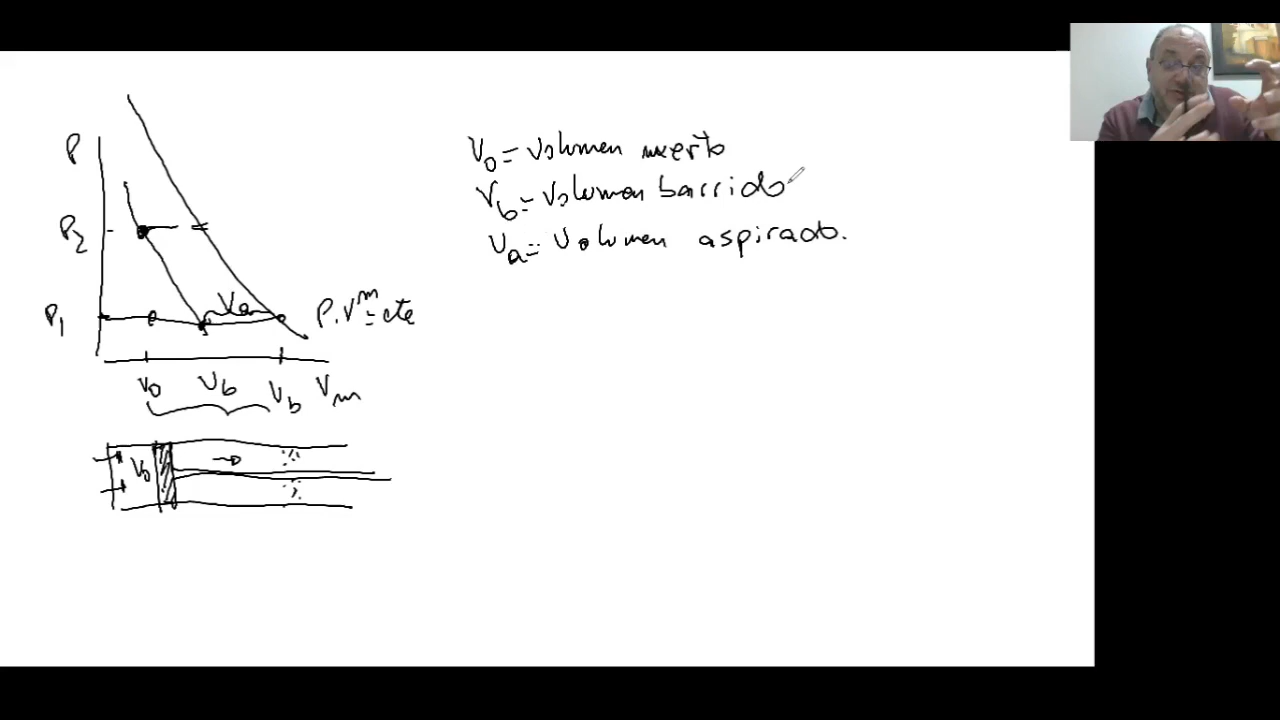 P
P2
P1
Va
P.V^m = cte
V0
Vb
Vb
Vm
V0
V0 = Volumen muerto
Vb = Volumen barrido
Va = Volumen aspirado.